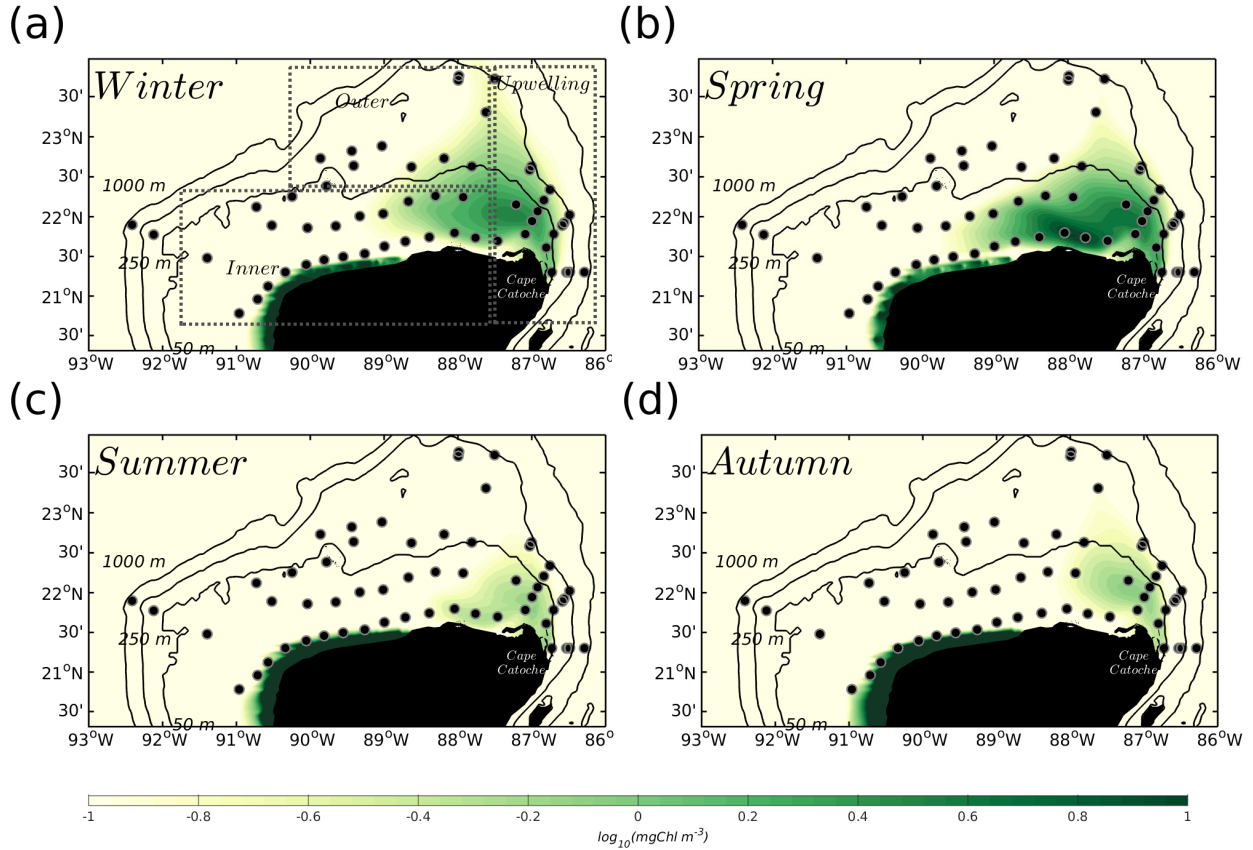 (a)
Winter
Outer
Upwelling
Inner
1000 m
250 m
50 m
Cape
Catoche
30'
23°N
30'
22°N
30'
21°N
30'
93°W 92°W 91°W 90°W 89°W 88°W 87°W 86°
(b)
Spring
1000 m
250 m
50 m
Cape
Catoche
30'
23°N
30'
22°N
30'
21°N
30'
93°W 92°W 91°W 90°W 89°W 88°W 87°W 86°W
(c)
Summer
1000 m
250 m
50 m
Cape
Catoche
30'
23°N
30'
22°N
30'
21°N
30'
93°W 92°W 91°W 90°W 89°W 88°W 87°W 86°
(d)
Autumn
1000 m
250 m
50 m
Cape
Catoche
30'
23°N
30'
22°N
30'
21°N
30'
93°W 92°W 91°W 90°W 89°W 88°W 87°W 86°W
-1 -0.8 -0.6 -0.4 -0.2 0 0.2 0.4 0.6 0.8 1
log₁₀(mgChl m⁻³)